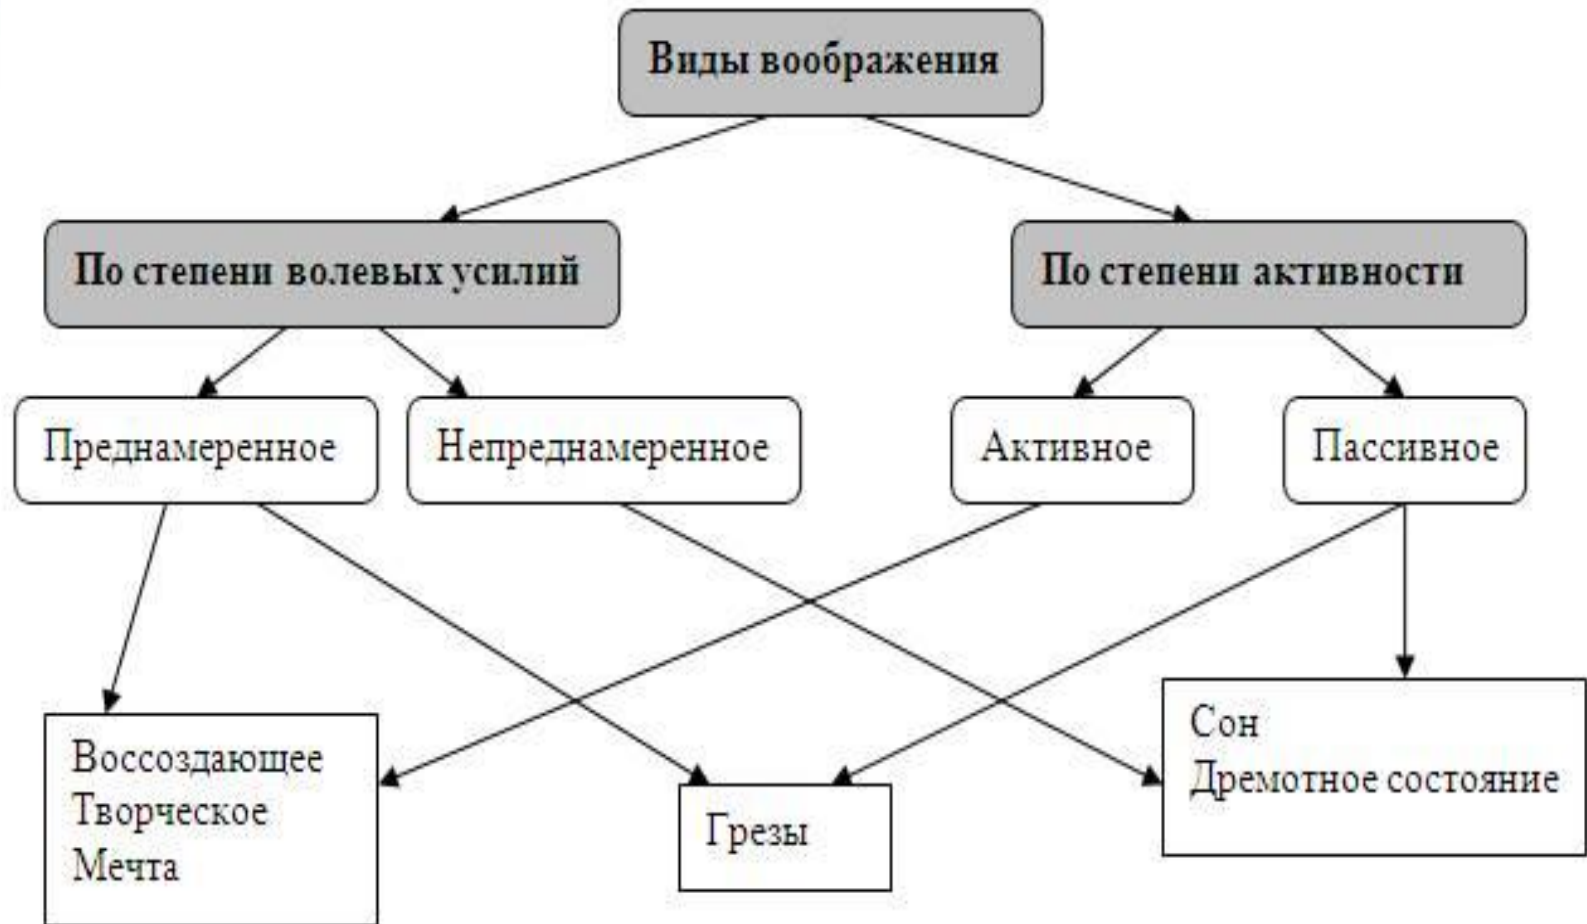 Виды воображения
По степени волевых усилий
По степени активности
Преднамеренное
Непреднамеренное
Активное
Пассивное
Воссоздающее
Творческое
Мечта
Грезы
Сон
Дремотное состояние